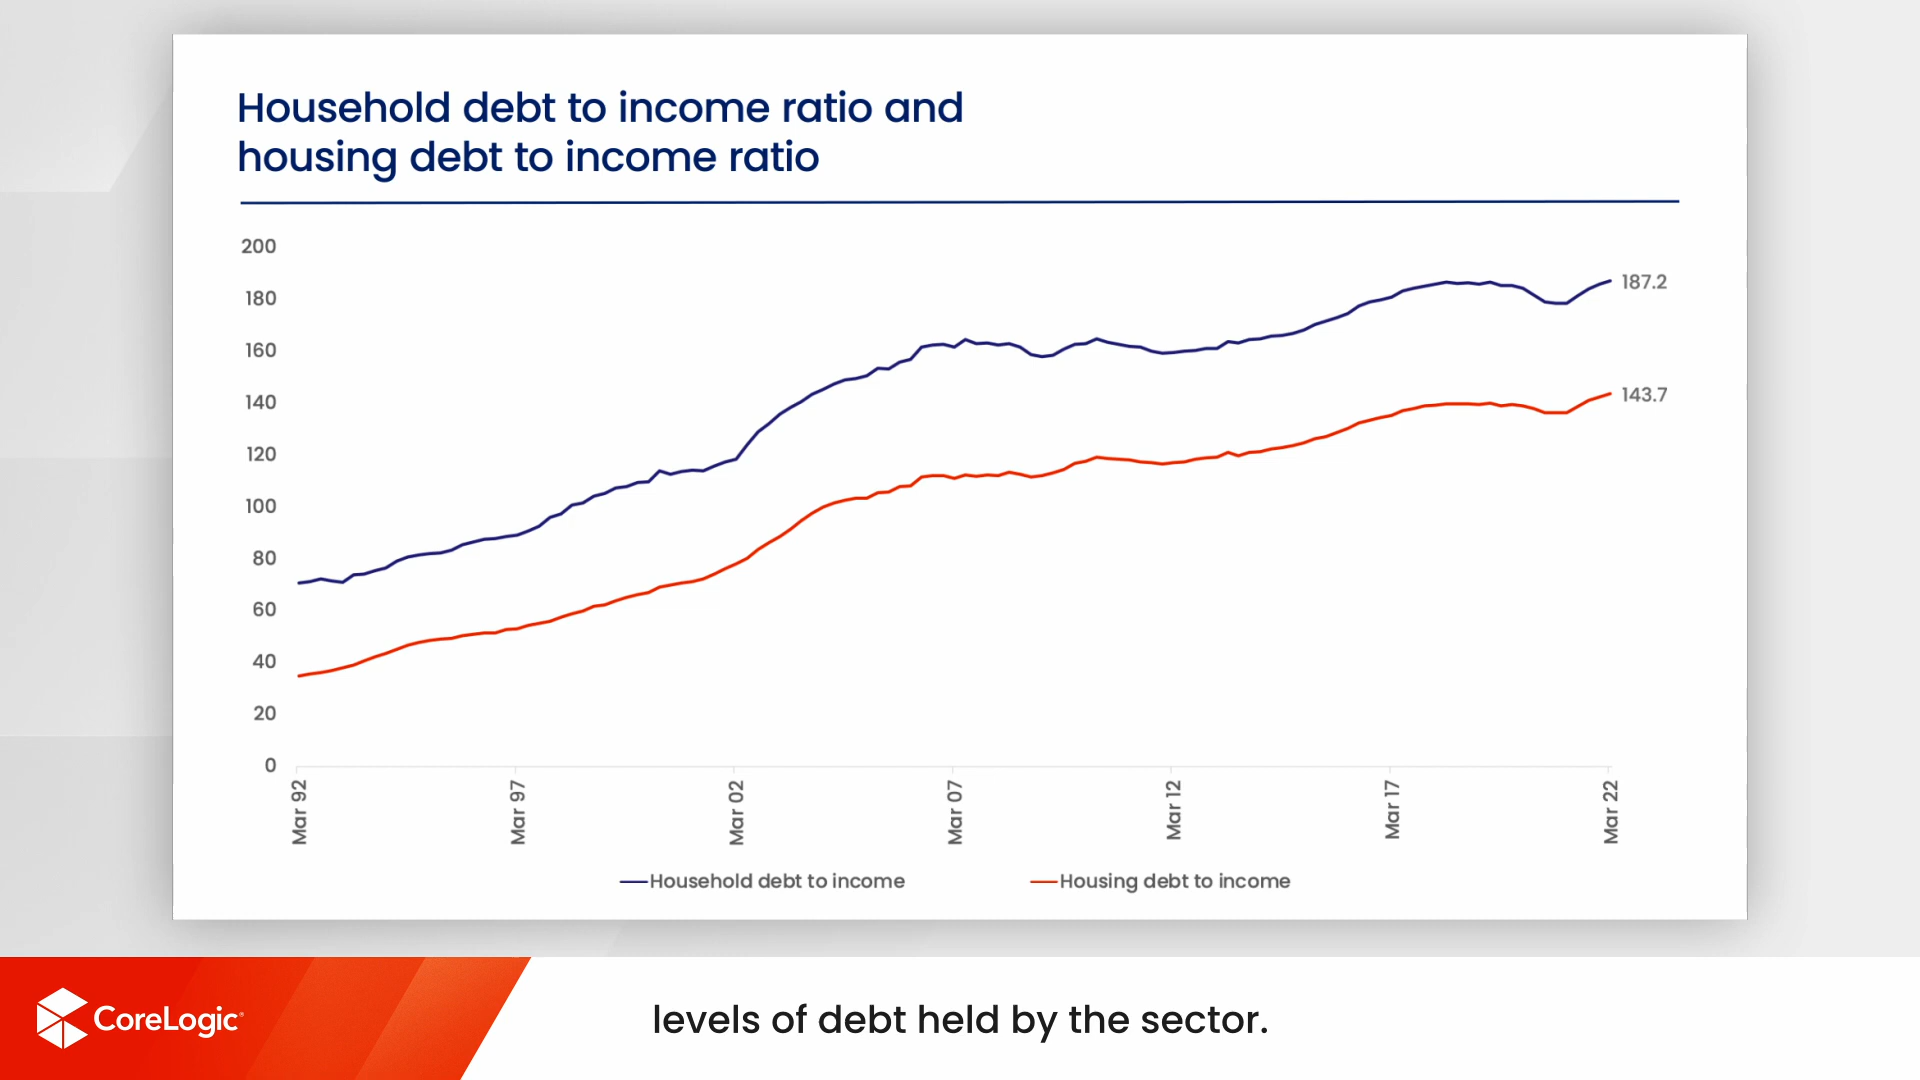 Household debt to income ratio and
housing debt to income ratio
200
180
160
140
120
100
80
60
40
20
0
187.2
143.7
Mar 92
Mar 97
Mar 02
Mar 07
Mar 12
Mar 17
Mar 22
Household debt to income
Housing debt to income
CoreLogic
levels of debt held by the sector.